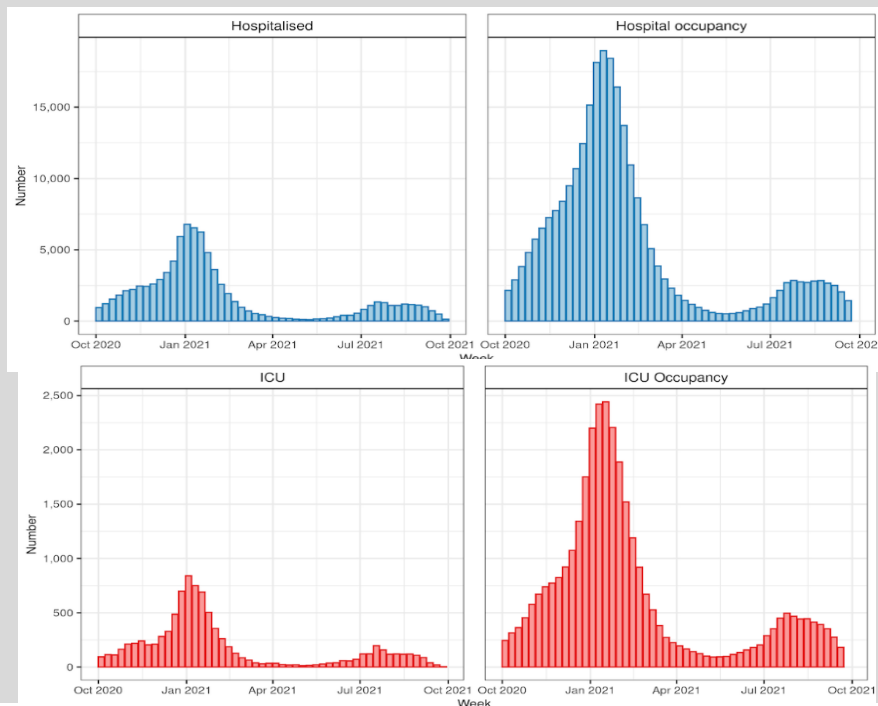 Hospitalised
Hospital occupancy
Number
15,000
10,000
5,000
0
Oct 2020 Jan 2021 Apr 2021 Jul 2021 Oct 2021
Oct 2020 Jan 2021 Apr 2021 Jul 2021 Oct 202
Week
ICU
ICU Occupancy
Number
2,500
2,000
1,500
1,000
500
0
Oct 2020 Jan 2021 Apr 2021 Jul 2021 Oct 2021
Oct 2020 Jan 2021 Apr 2021 Jul 2021 Oct 2021
Week